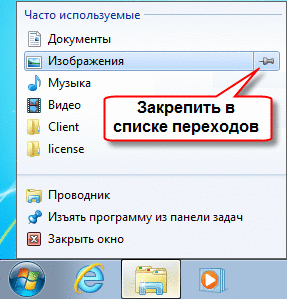 Часто используемые
Документы
Изображения
Музыка
Видео
Client
license
Закрепить в
списке переходов
Проводник
Изъять программу из панели задач
Закрыть окно